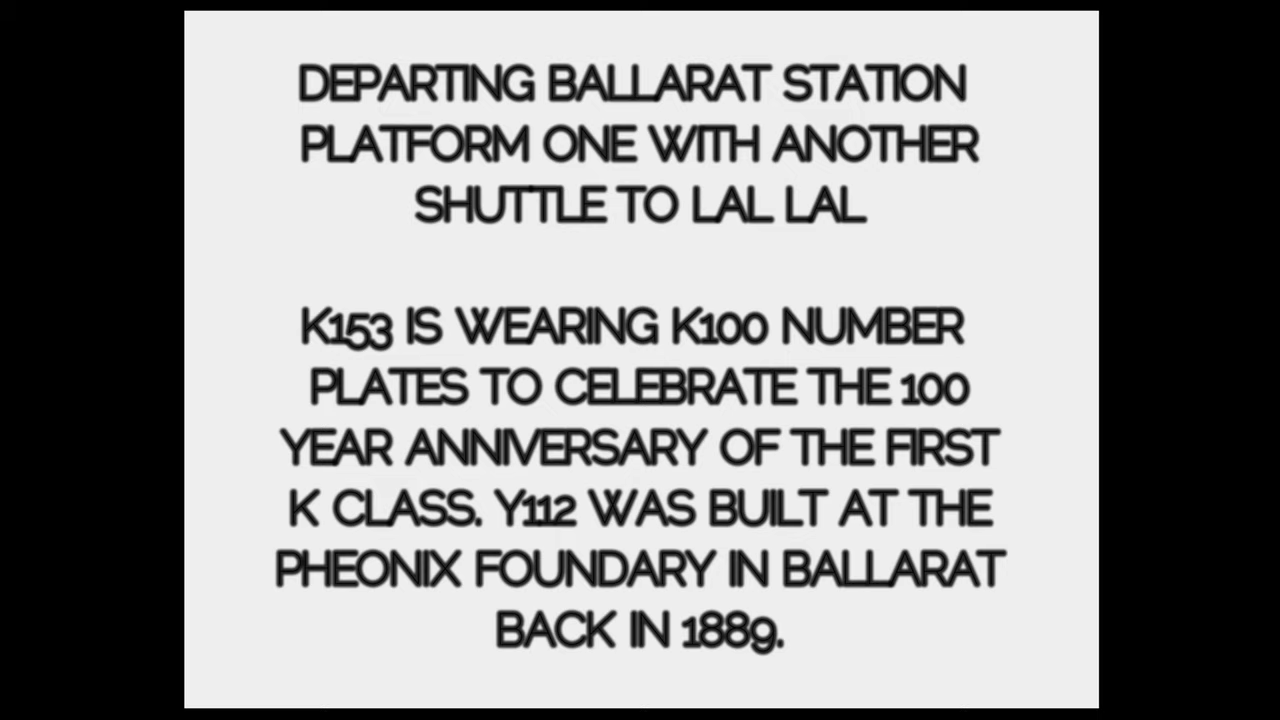 DEPARTING BALLARAT STATION
PLATFORM ONE WITH ANOTHER
SHUTTLE TO LAL LAL
K153 IS WEARING K100 NUMBER
PLATES TO CELEBRATE THE 100
YEAR ANNIVERSARY OF THE FIRST
K CLASS. Y112 WAS BUILT AT THE
PHEONIX FOUNDARY IN BALLARAT
BACK IN 1889.